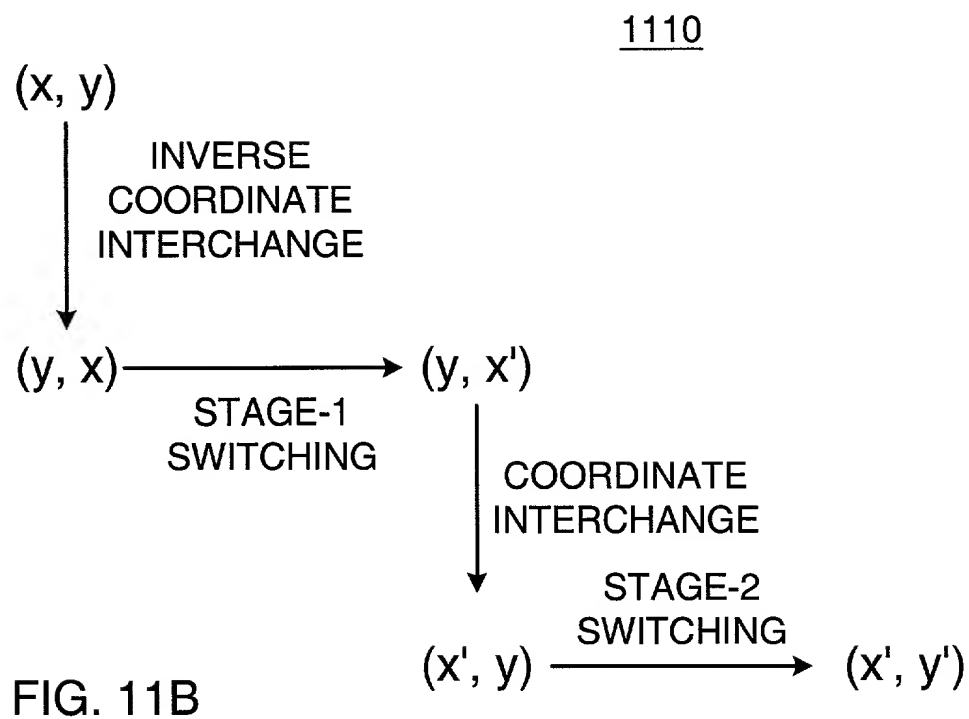 1110
(x, y)
INVERSE
COORDINATE
INTERCHANGE
(y, x)
(y, x')
STAGE-1
SWITCHING
COORDINATE
INTERCHANGE
STAGE-2
SWITCHING
(x', y)
(x', y')
FIG. 11B